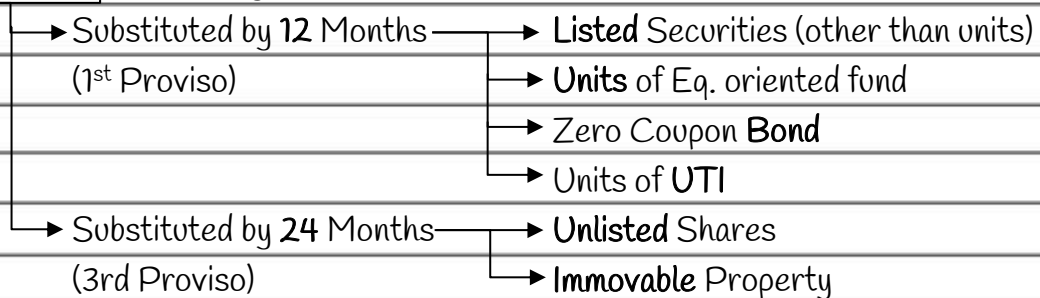 Substituted by 12 Months Listed Securities (other than units)
(1st Proviso) Units of Eq. oriented fund
Zero Coupon Bond
Units of UTI
Substituted by 24 Months Unlisted Shares
(3rd Proviso) Immovable Property